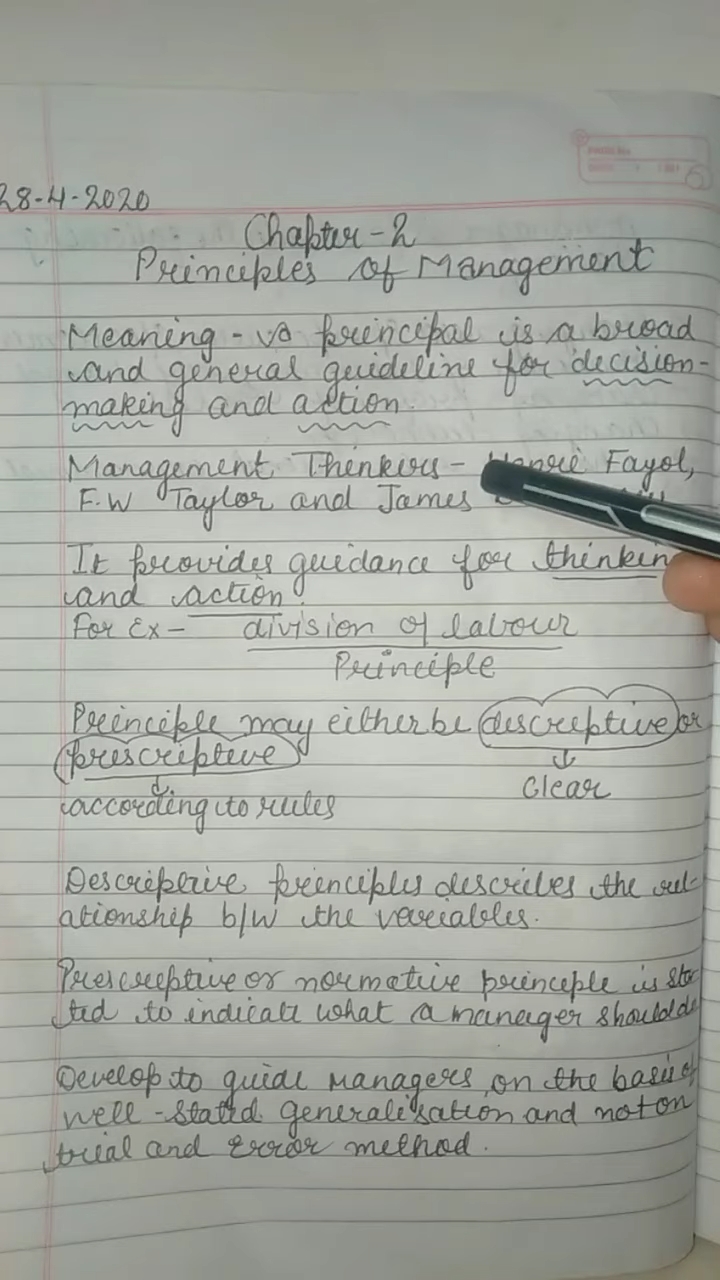 28-4-2020
Chapter-2
Principles of Management
Meaning - a principal is a broad
and general guideline for decision-
making and action.
Management Thinkers - Henri Fayol,
F.W Taylor and James
It provides guidance for thinkin
and action.
For Ex - division of labour
Principle
Principle may either be descriptive or
prescriptive
clear
according to rules
Descriptive principles describes the rel-
ationship b/w the variables.
Prescriptive or normative principle is sta-
ted to indicate what a manager should do
Develop to guide managers on the basis of
well-stated generalisation and not on
trial and error method.